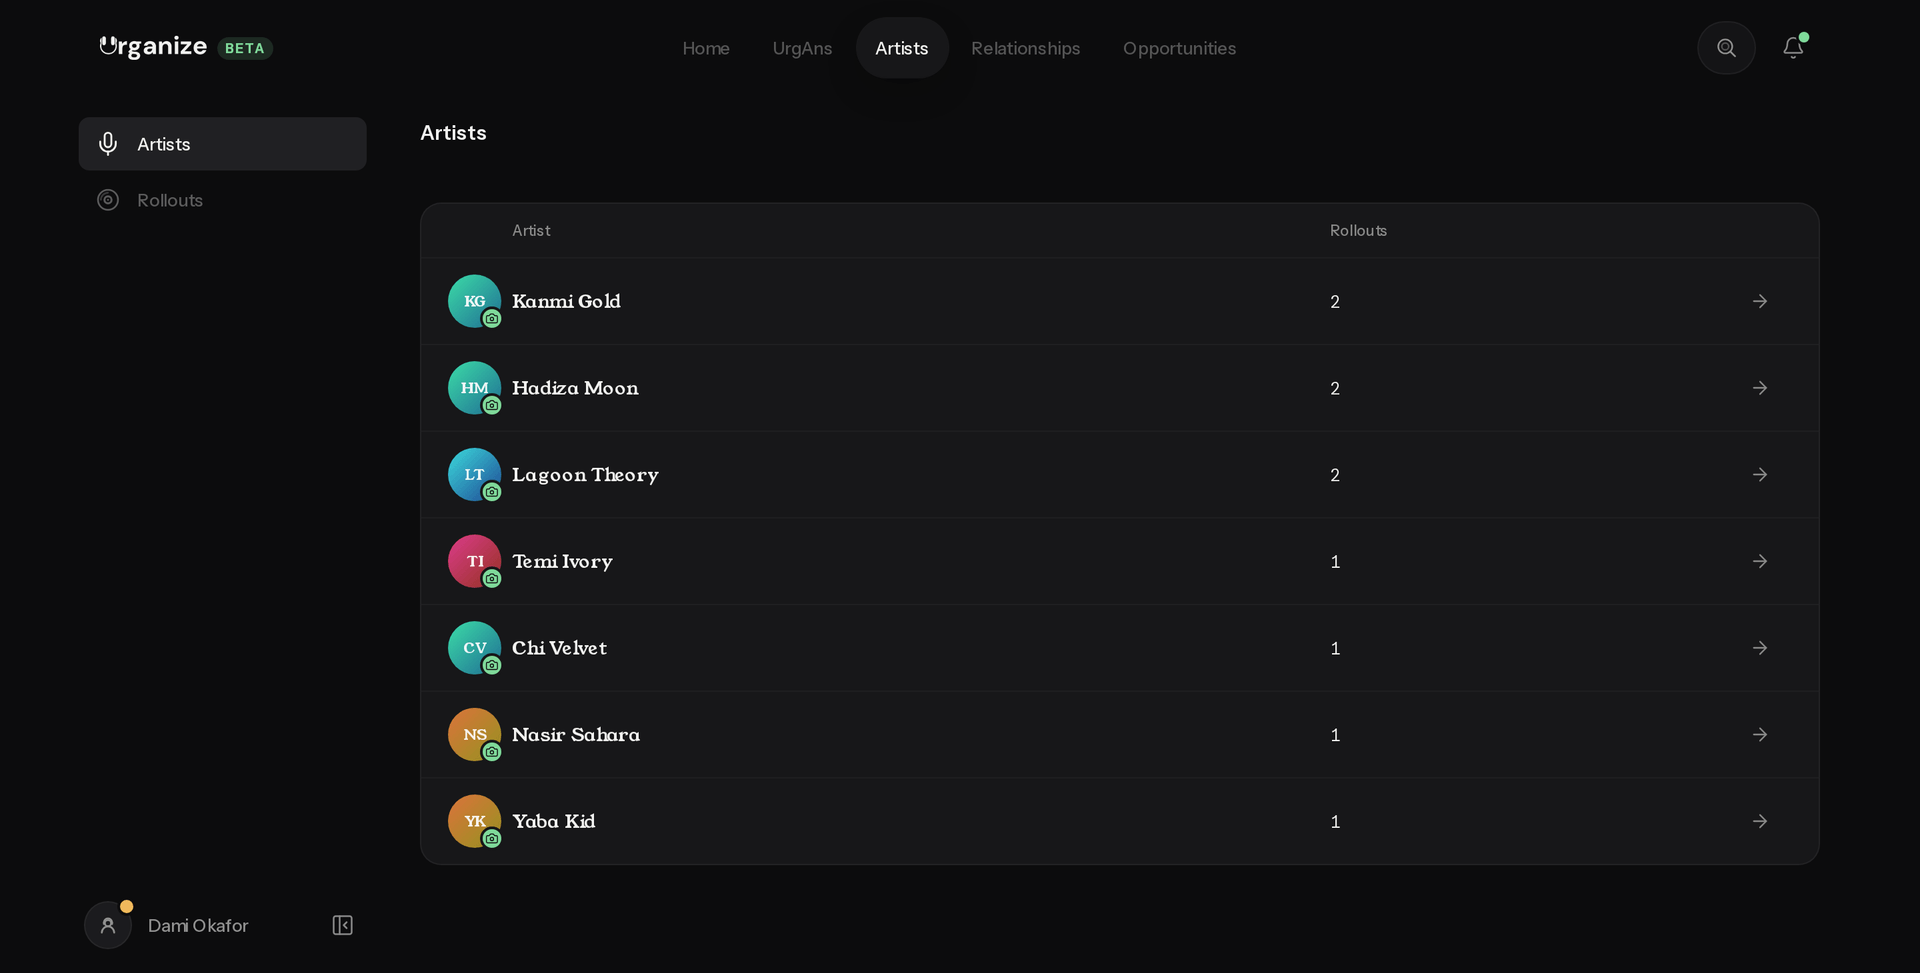 Urganize BETA
Home UrgAns Artists Relationships Opportunities
Artists
Rollouts
Artists
Artist Rollouts
KG Kanmi Gold 2
HM Hadiza Moon 2
LT Lagoon Theory 2
TI Temi Ivory 1
CV Chi Velvet 1
NS Nasir Sahara 1
YK Yaba Kid 1
Dami Okafor